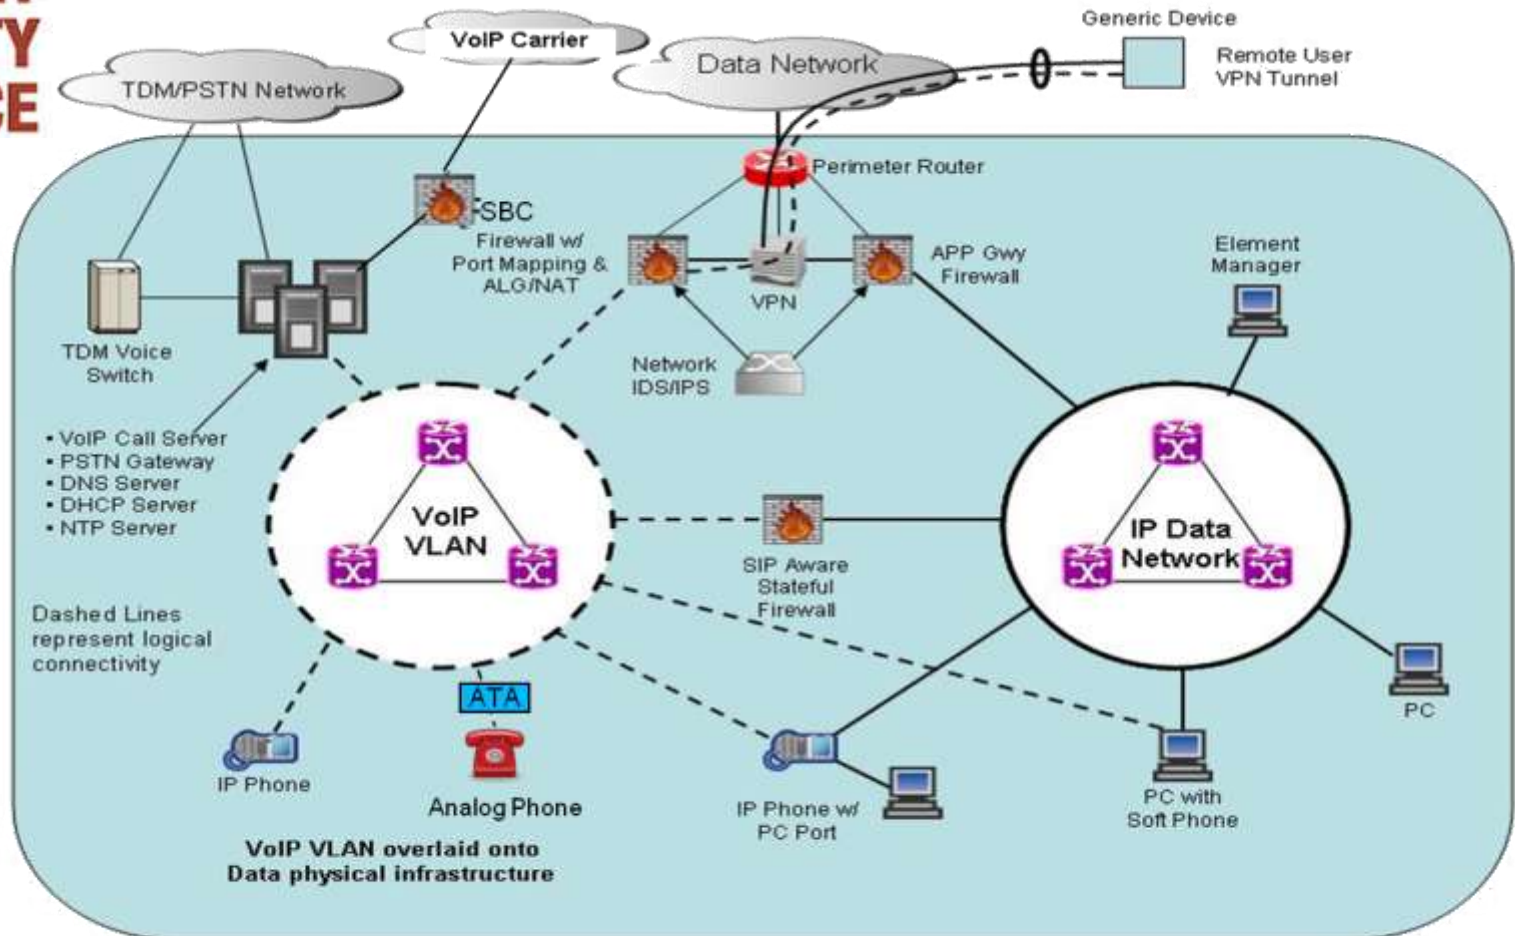 TY
CE
VoIP Carrier
Generic Device
Data Network
Remote User
VPN Tunnel
TDM/PSTN Network
Perimeter Router
SBC
Firewall w/
Port Mapping &
ALG/NAT
APP Gwy
Firewall
Element
Manager
VPN
TDM Voice
Switch
Network
IDS/IPS
• VoIP Call Server
• PSTN Gateway
• DNS Server
• DHCP Server
• NTP Server
VoIP
VLAN
IP Data
Network
SIP Aware
Stateful
Firewall
Dashed Lines
represent logical
connectivity
ATA
PC
IP Phone
Analog Phone
IP Phone w/
PC Port
PC with
Soft Phone
VoIP VLAN overlaid onto
Data physical infrastructure